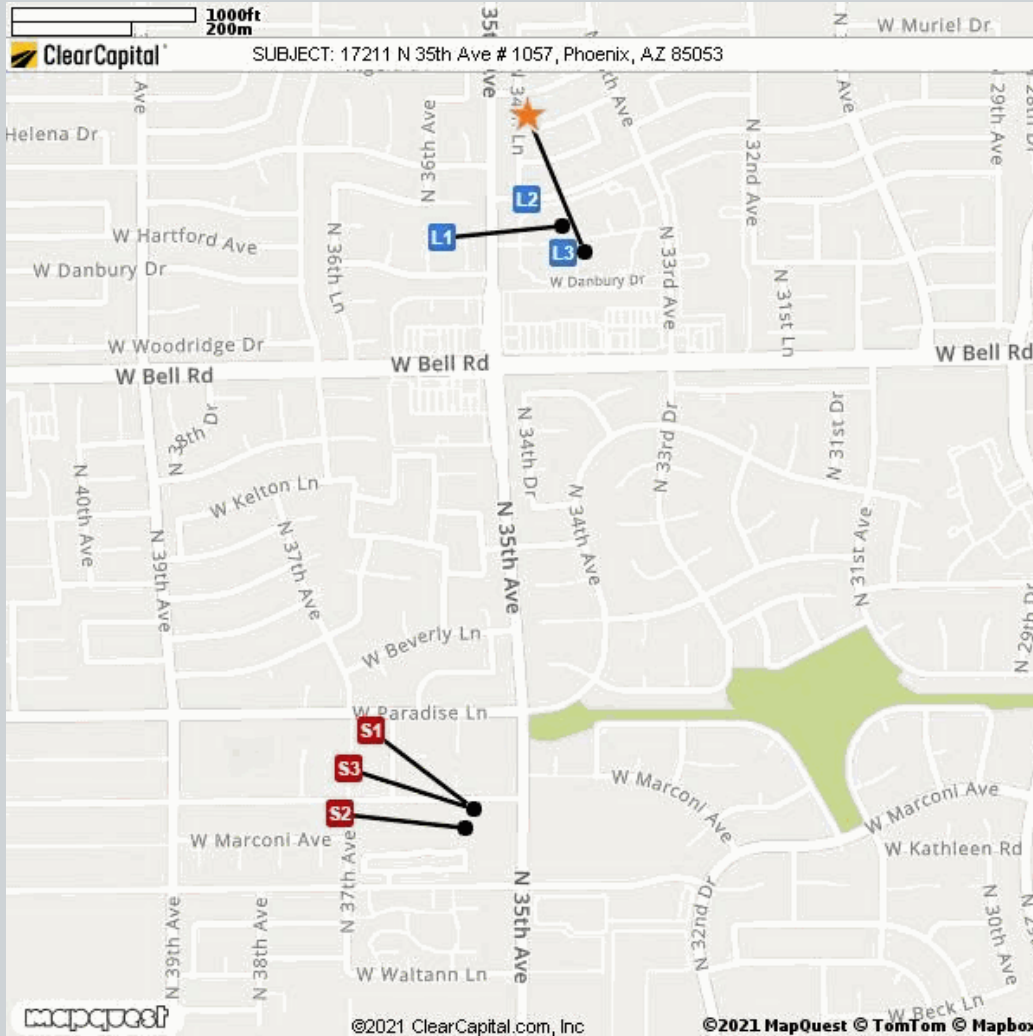 1000ft
200m
W Muriel Dr
ClearCapital
SUBJECT: 17211 N 35th Ave # 1057, Phoenix, AZ 85053
Ave
Helena Dr
N 36th Ave
N 32nd Ave
Ave
29th Ave
L2
L1
L3
W Hartford Ave
W Danbury Dr
N 36th Ln
W Danbury Dr
N 33rd Ave
N 31st Ln
W Woodridge Dr
W Bell Rd
W Bell Rd
W Bell Rd
N 38th Dr
N 34th Dr
N 33rd Dr
N 31st Dr
N 40th Ave
W Kelton Ln
N 39th Ave
N 37th Ave
N 35th Ave
N 34th Ave
N 31st Ave
W Beverly Ln
W Paradise Ln
S1
S3
S2
W Marconi Ave
W Marconi Ave
W Marconi Ave
W Kathleen Rd
N 37th Ave
N 39th Ave
N 38th Ave
N 35th Ave
N 32nd Dr
N 30th Ave
W Waltann Ln
W Beck Ln
mapquest
©2021 ClearCapital.com, Inc
©2021 MapQuest © TomTom © Mapbox